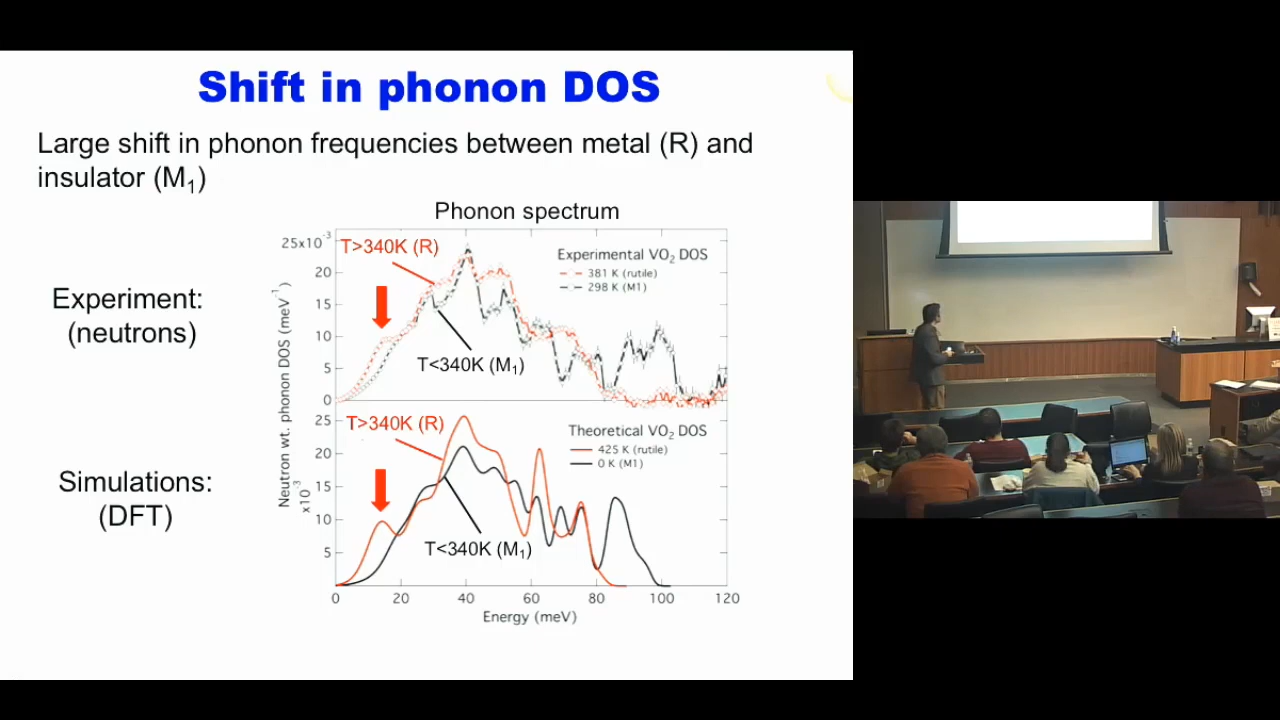 Shift in phonon DOS
Large shift in phonon frequencies between metal (R) and
insulator (M₁)
Phonon spectrum
Experiment:
(neutrons)
Simulations:
(DFT)
Neutron wt. phonon DOS (meV⁻¹)
25x10⁻³
20
15
10
5
0
T>340K (R)
T<340K (M₁)
Experimental VO₂ DOS
381 K (rutile)
298 K (M1)
x10⁻³
25
20
15
10
5
T>340K (R)
T<340K (M₁)
Theoretical VO₂ DOS
425 K (rutile)
0 K (M1)
0 20 40 60 80 100 120
Energy (meV)